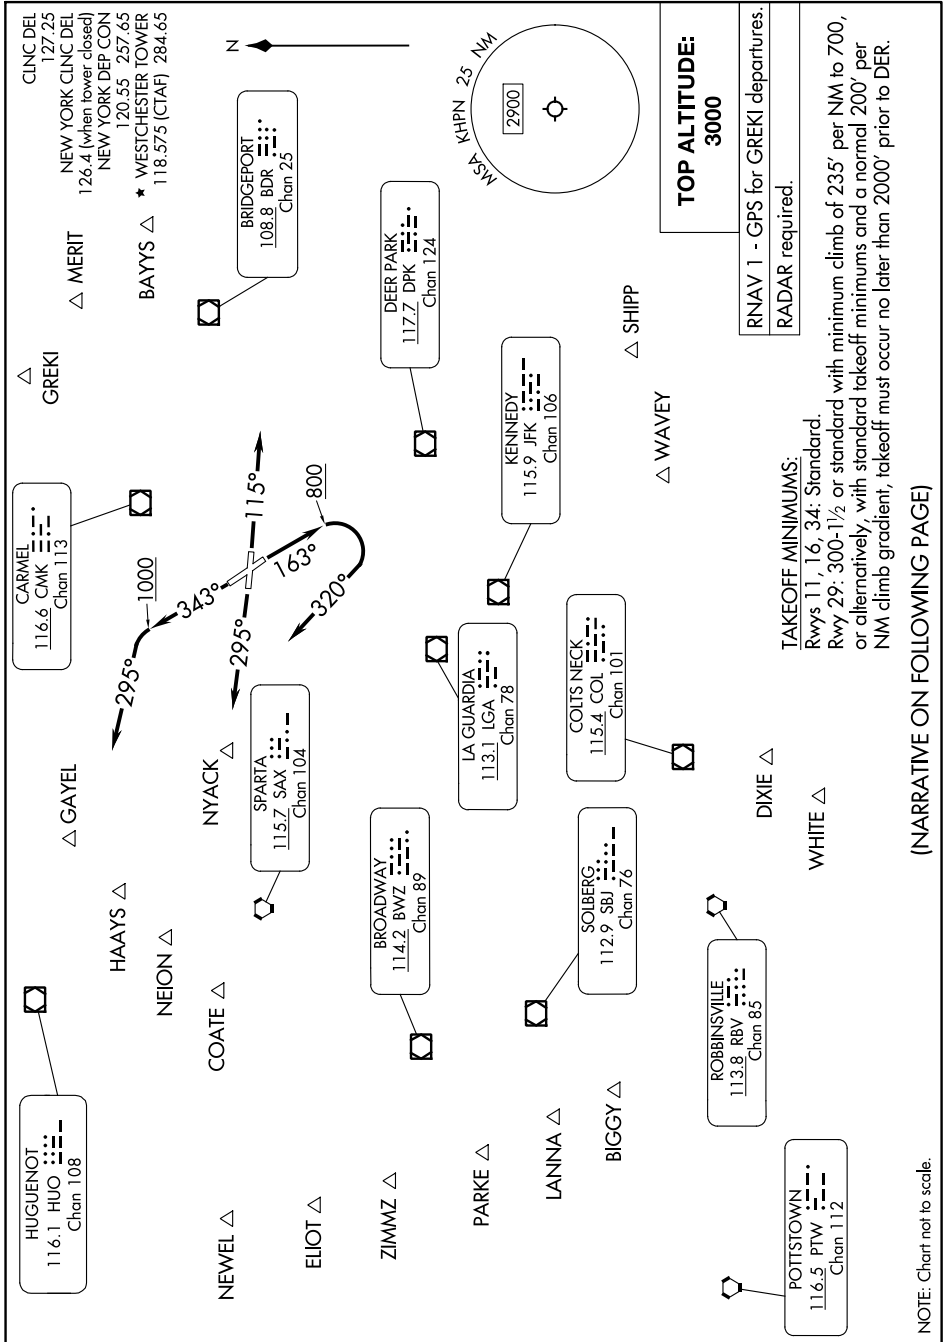 CLNC DEL
127.25
NEW YORK CLNC DEL
126.4 (when tower closed)
NEW YORK DEP CON
120.55 257.65
★ WESTCHESTER TOWER
118.575 (CTAF) 284.65
HUGUENOT
116.1 HUO
Chan 108
CARMEL
116.6 CMK
Chan 113
GREKI
MERIT
BAYYS
GAYEL
HAAYS
NEION
COATE
NEWEL
ELIOT
ZIMMZ
PARKE
LANNA
BIGGY
NYACK
1000
295°
343°
295°
115°
163°
800
320°
BRIDGEPORT
108.8 BDR
Chan 25
N
SPARTA
115.7 SAX
Chan 104
BROADWAY
114.2 BWZ
Chan 89
DEER PARK
117.7 DPK
Chan 124
LA GUARDIA
113.1 LGA
Chan 78
KENNEDY
115.9 JFK
Chan 106
MSA KHPN 25 NM
2900
SOLBERG
112.9 SBJ
Chan 76
COLTS NECK
115.4 COL
Chan 101
SHIPP
WAVEY
DIXIE
WHITE
ROBBINSVILLE
113.8 RBV
Chan 85
POTTSTOWN
116.5 PTW
Chan 112
TOP ALTITUDE:
3000
RNAV 1 - GPS for GREKI departures.
RADAR required.
TAKEOFF MINIMUMS:
Rwys 11, 16, 34: Standard.
Rwy 29: 300-1½ or standard with minimum climb of 235' per NM to 700,
or alternatively, with standard takeoff minimums and a normal 200' per
NM climb gradient, takeoff must occur no later than 2000' prior to DER.
(NARRATIVE ON FOLLOWING PAGE)
NOTE: Chart not to scale.